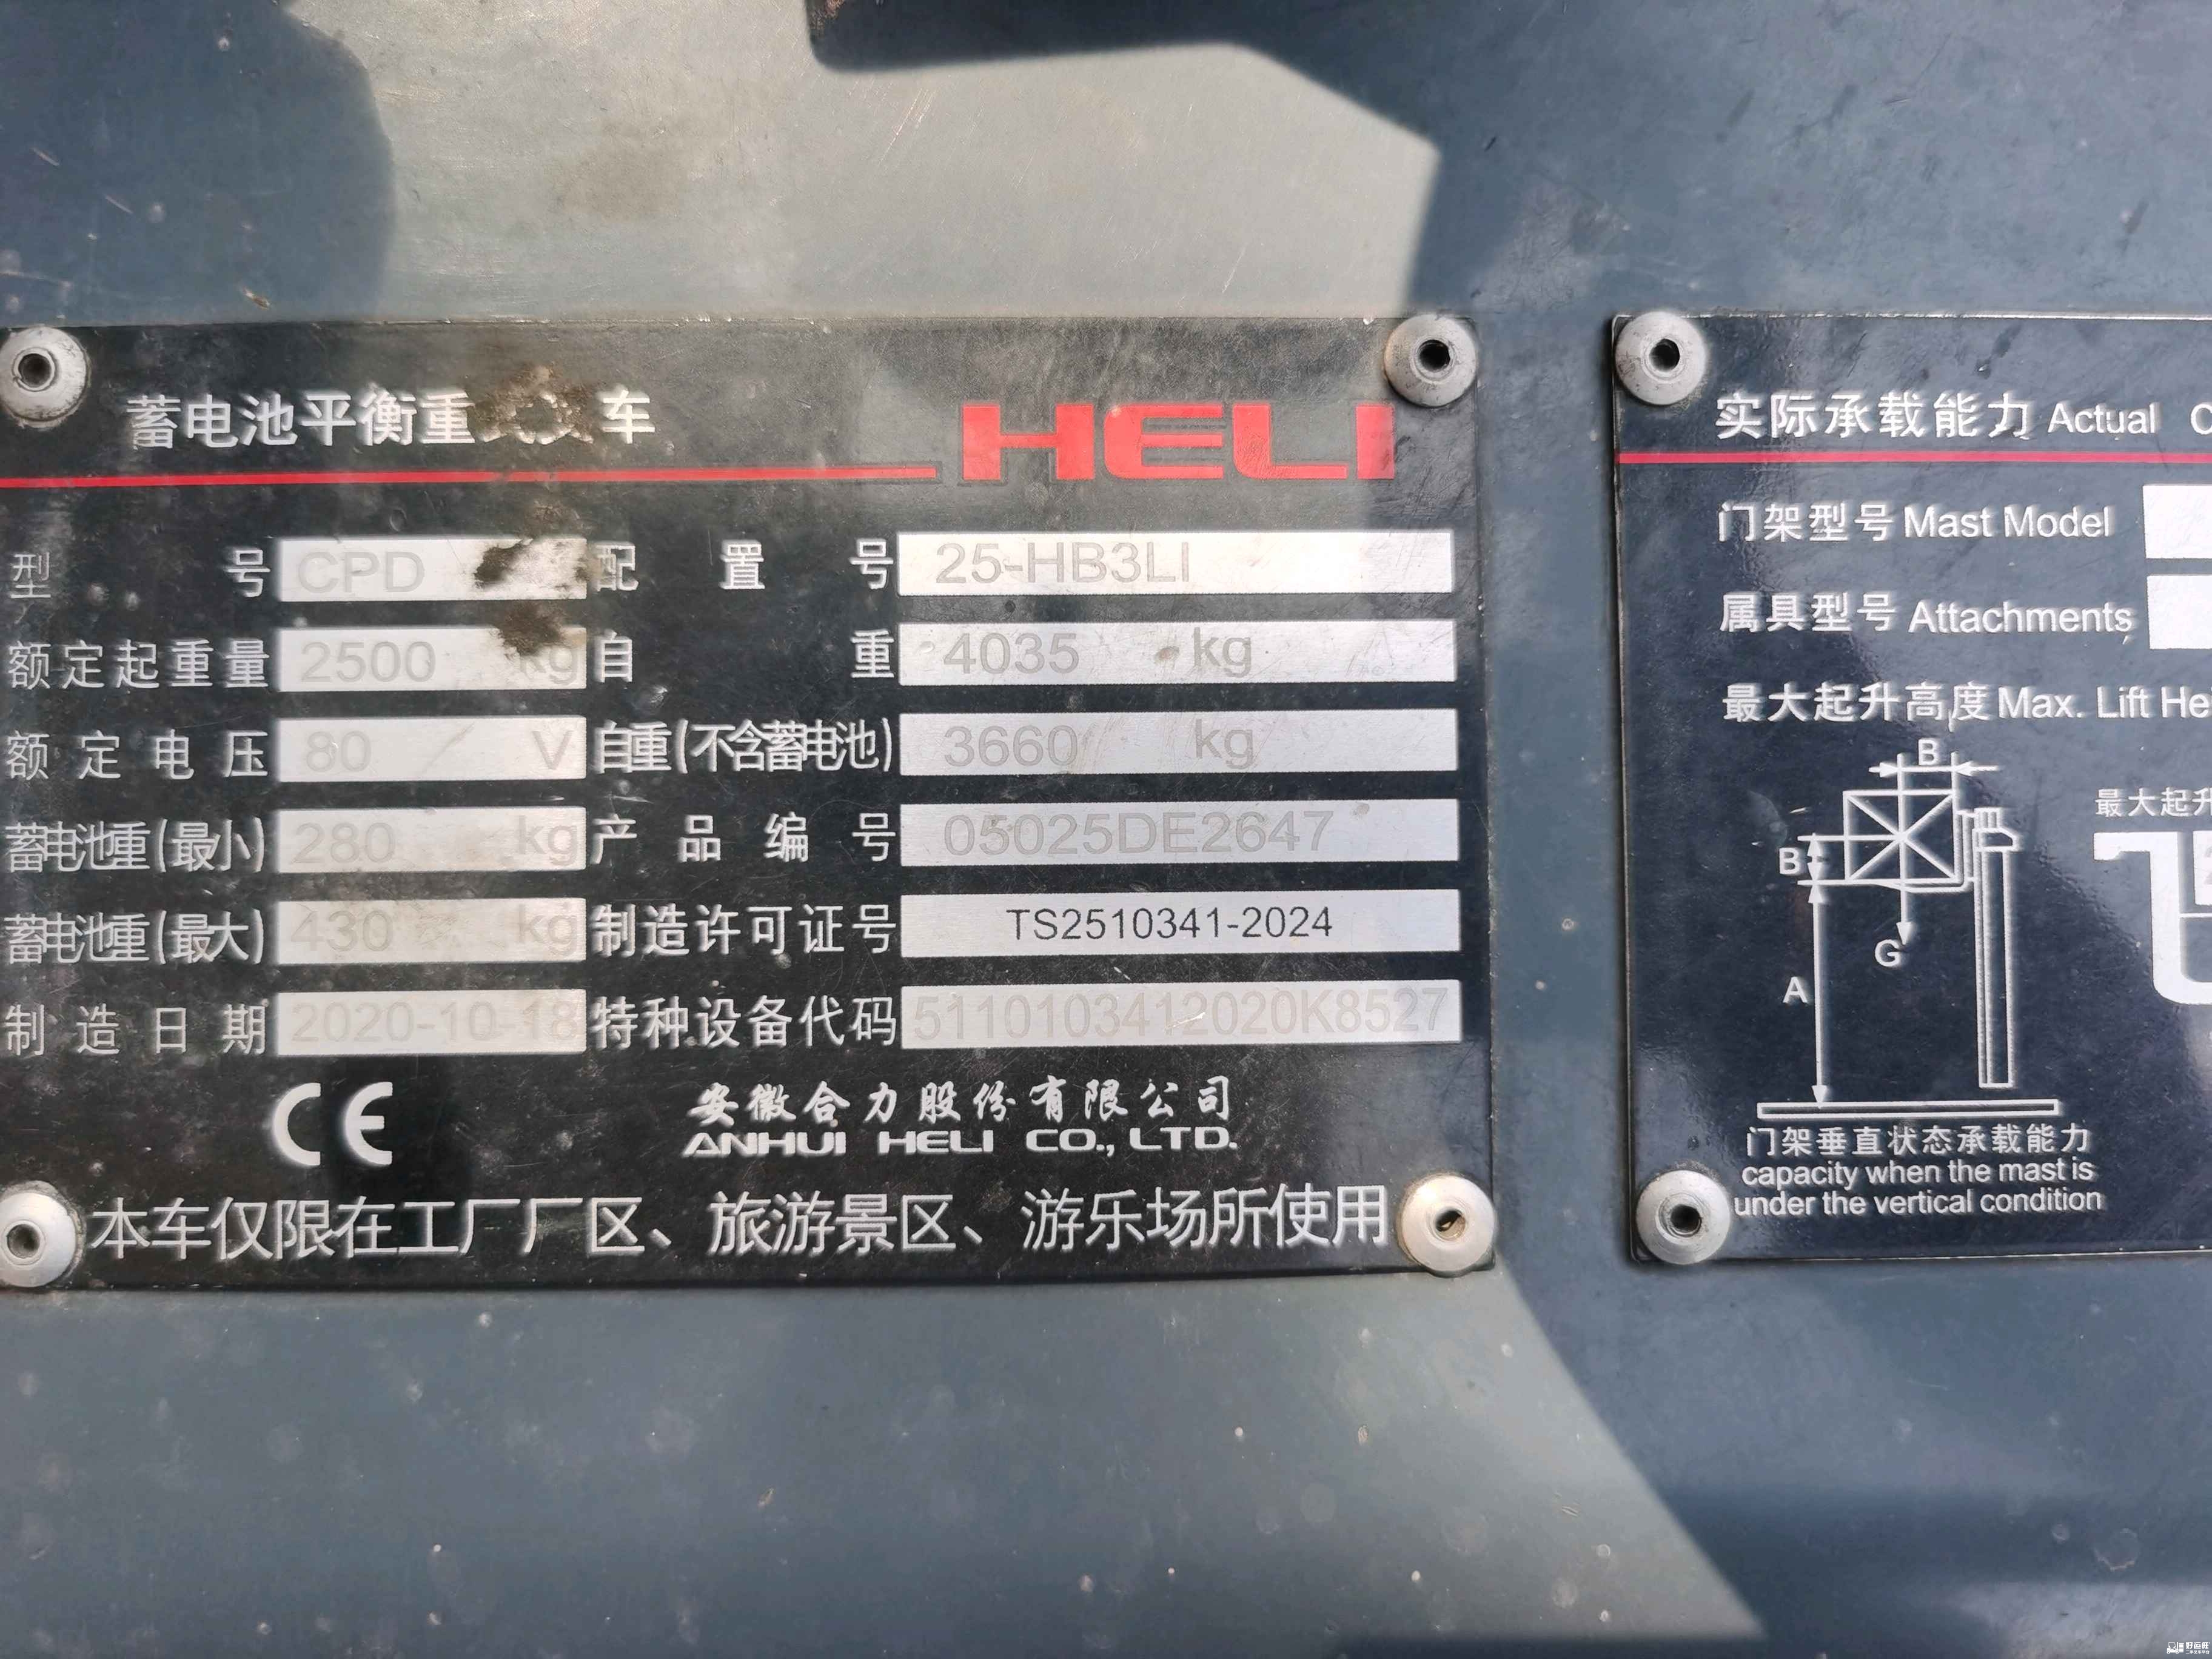 蓄电池平衡重 车
HELI
型号 CPD 配置号 25-HB3LI
额定起重量 2500 kg 自重 4035 kg
额定电压 80 V 自重(不含蓄电池) 3660 kg
蓄电池重(最小) 280 kg 产品编号 05025DE2647
蓄电池重(最大) 430 kg 制造许可证号 TS2510341-2024
制造日期 2020-10-18 特种设备代码 5110103412020K8527
CE
安徽合力股份有限公司
ANHUI HELI CO., LTD.
本车仅限在工厂厂区、旅游景区、游乐场所使用
实际承载能力 Actual
门架型号 Mast Model
属具型号 Attachments
最大起升高度 Max. Lift He
B
最大起升
B
G
A
门架垂直状态承载能力
capacity when the mast is
under the vertical condition